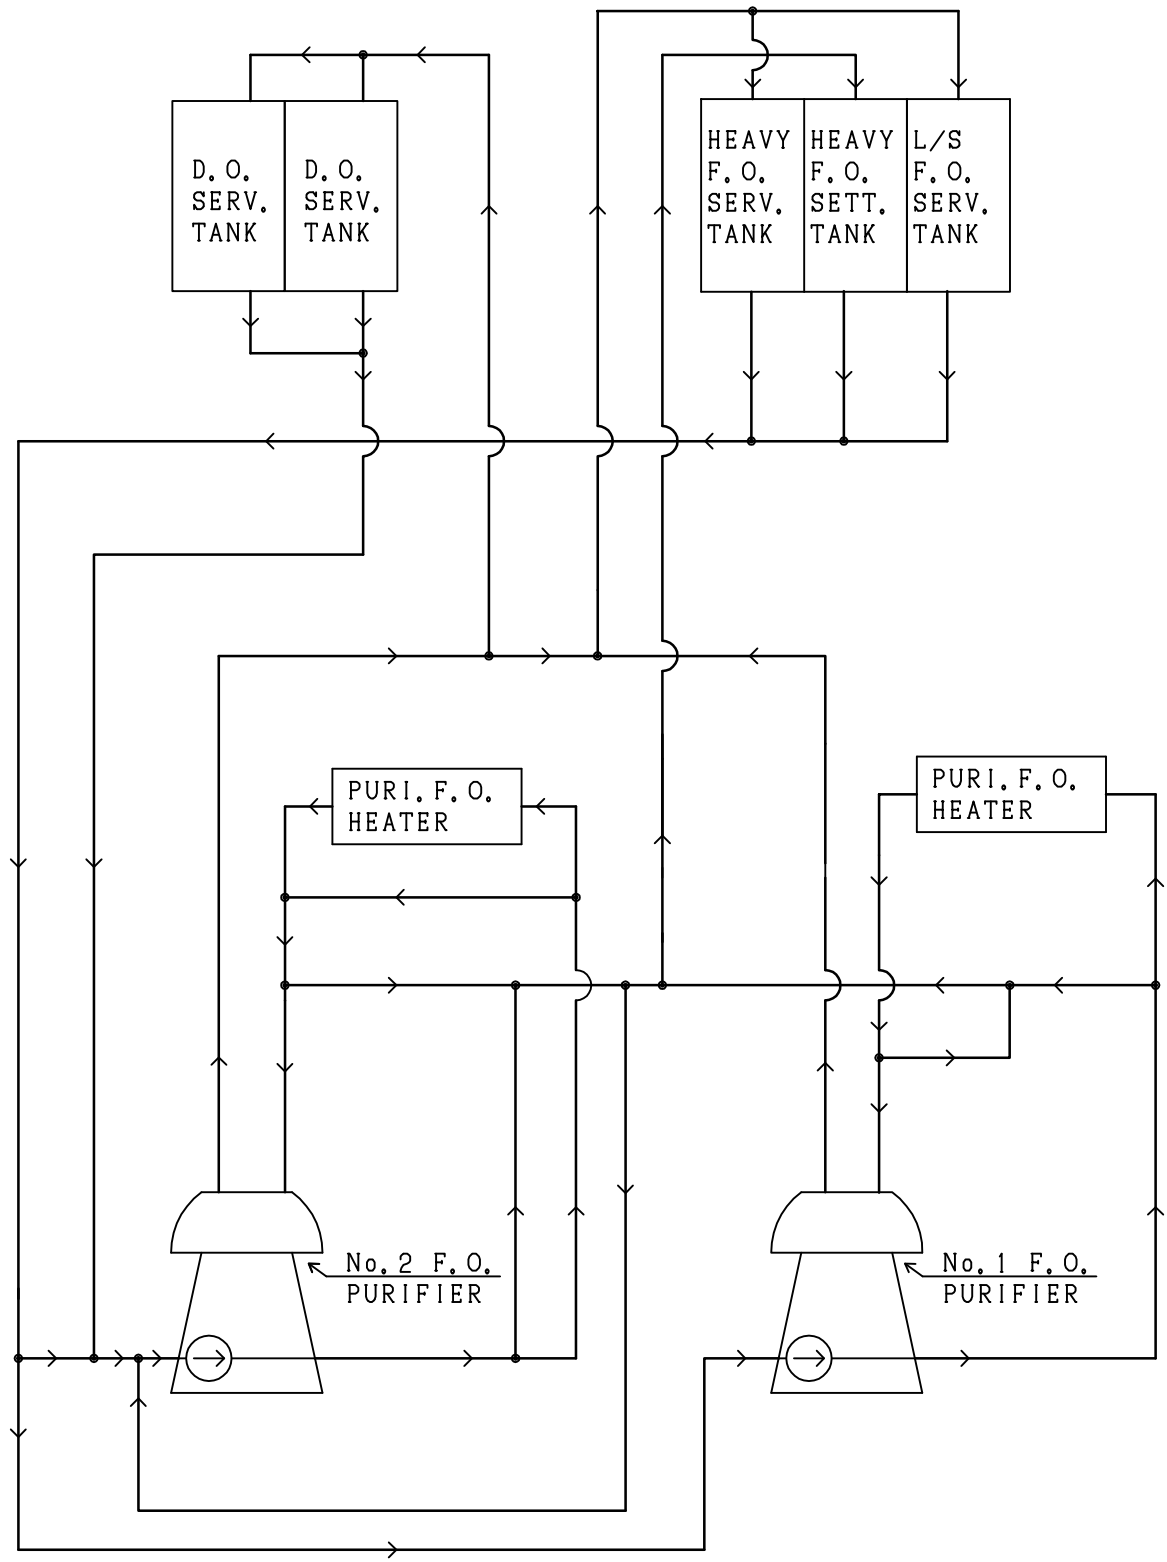 D.O.
SERV.
TANK
D.O.
SERV.
TANK
HEAVY
F.O.
SERV.
TANK
HEAVY
F.O.
SETT.
TANK
L/S
F.O.
SERV.
TANK
PURI.F.O.
HEATER
PURI.F.O.
HEATER
No.2 F.O.
PURIFIER
No.1 F.O.
PURIFIER